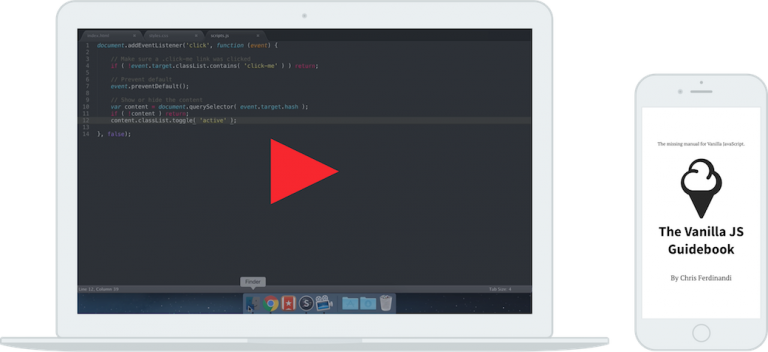 scripts.js
1 document.addEventListener('click', function (event) {
2
3 // Make sure a .click-me link was clicked
4 if ( !event.target.classList.contains( 'click-me' ) ) return;
5
6 // Prevent default
7 event.preventDefault();
8
9 // Show or hide the content
10 var content = document.querySelector( event.target.hash );
11 if ( !content ) return;
12 content.classList.toggle( 'active' );
13
14 }, false);
Finder
Line 12, Column 39
Tab Size: 4
The missing manual for Vanilla JavaScript.
The Vanilla JS
Guidebook
By Chris Ferdinandi